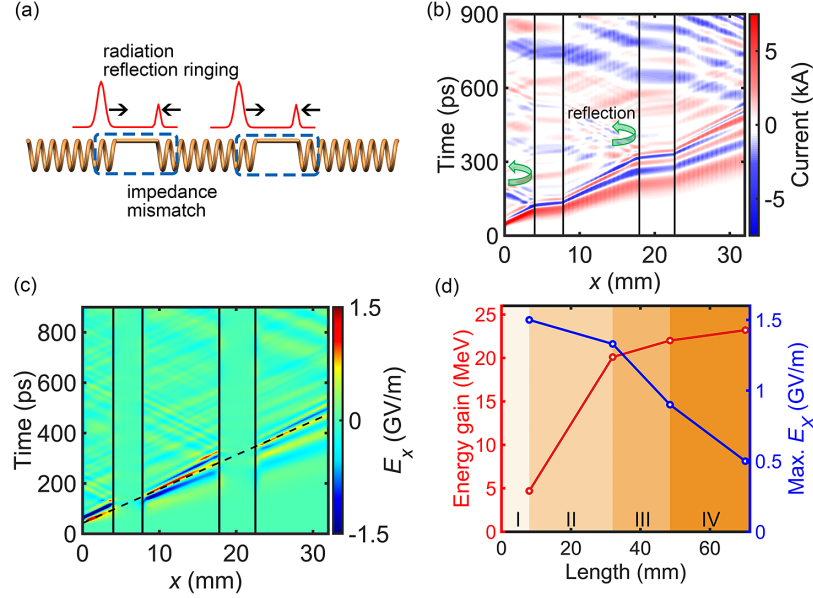 (a)
radiation
reflection ringing
impedance
mismatch
(b)
900
600
300
0
Time (ps)
reflection
0
10
20
30
x (mm)
5
0
-5
Current (kA)
(c)
800
600
400
200
0
Time (ps)
0
10
20
30
x (mm)
1.5
0
-1.5
Ex (GV/m)
(d)
25
20
15
10
5
0
Energy gain (MeV)
I
II
III
IV
0
20
40
60
Length (mm)
1.5
1
0.5
0
Max. Ex (GV/m)